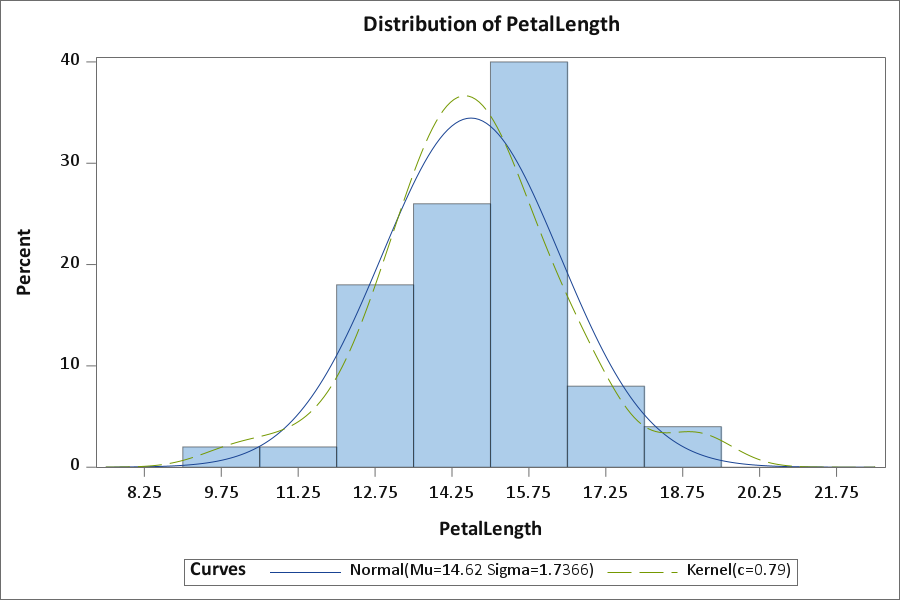 Distribution of PetalLength
40
30
20
10
0
Percent
8.25 9.75 11.25 12.75 14.25 15.75 17.25 18.75 20.25 21.75
PetalLength
Curves Normal(Mu=14.62 Sigma=1.7366) Kernel(c=0.79)